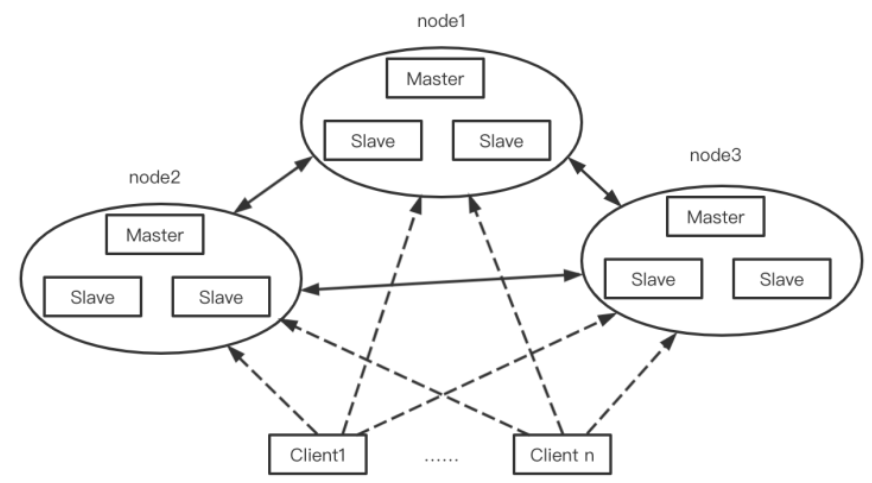 node1
Master
Slave
Slave
node2
Master
Slave
Slave
node3
Master
Slave
Slave
Client1
......
Client n